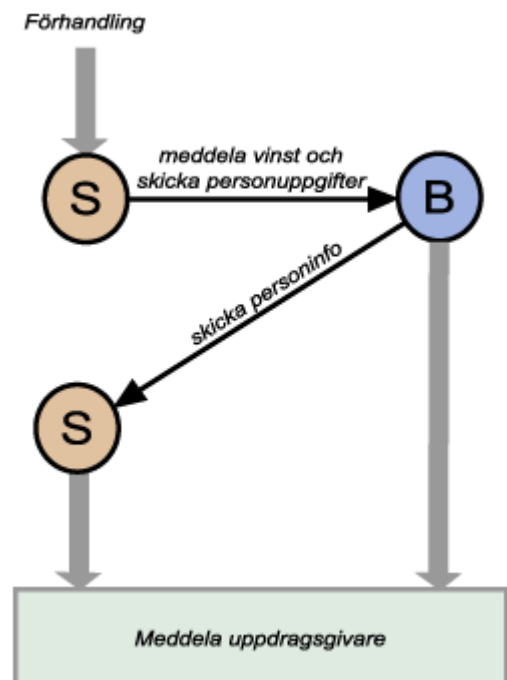 Förhandling
meddela vinst och
skicka personuppgifter
S
B
skicka personinfo
S
Meddela uppdragsgivare